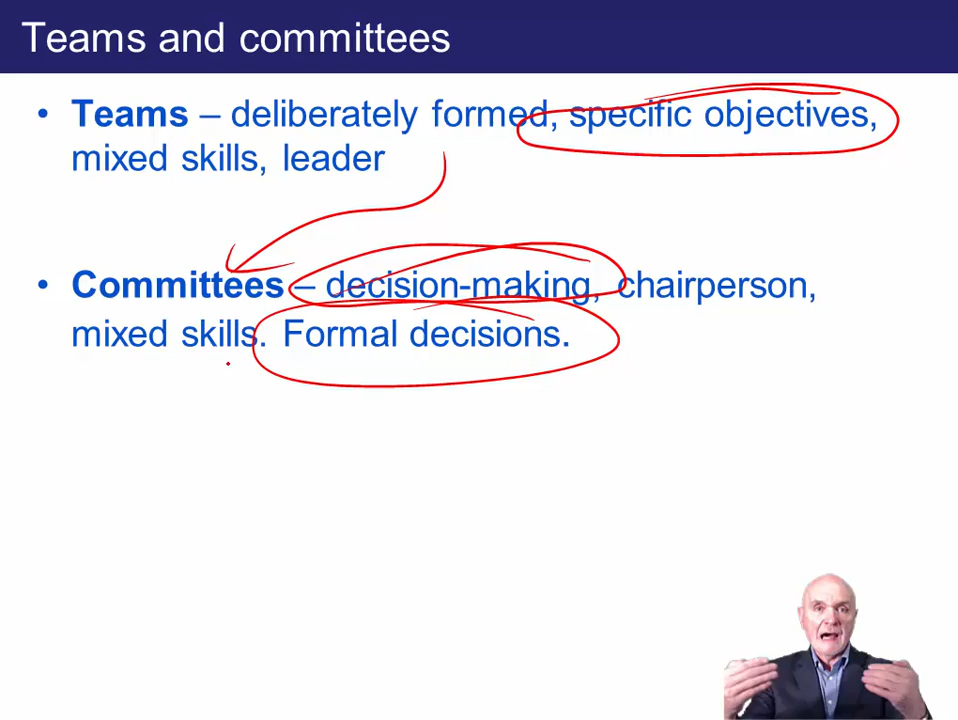 Teams and committees
• Teams – deliberately formed, specific objectives,
mixed skills, leader
• Committees – decision-making, chairperson,
mixed skills. Formal decisions.